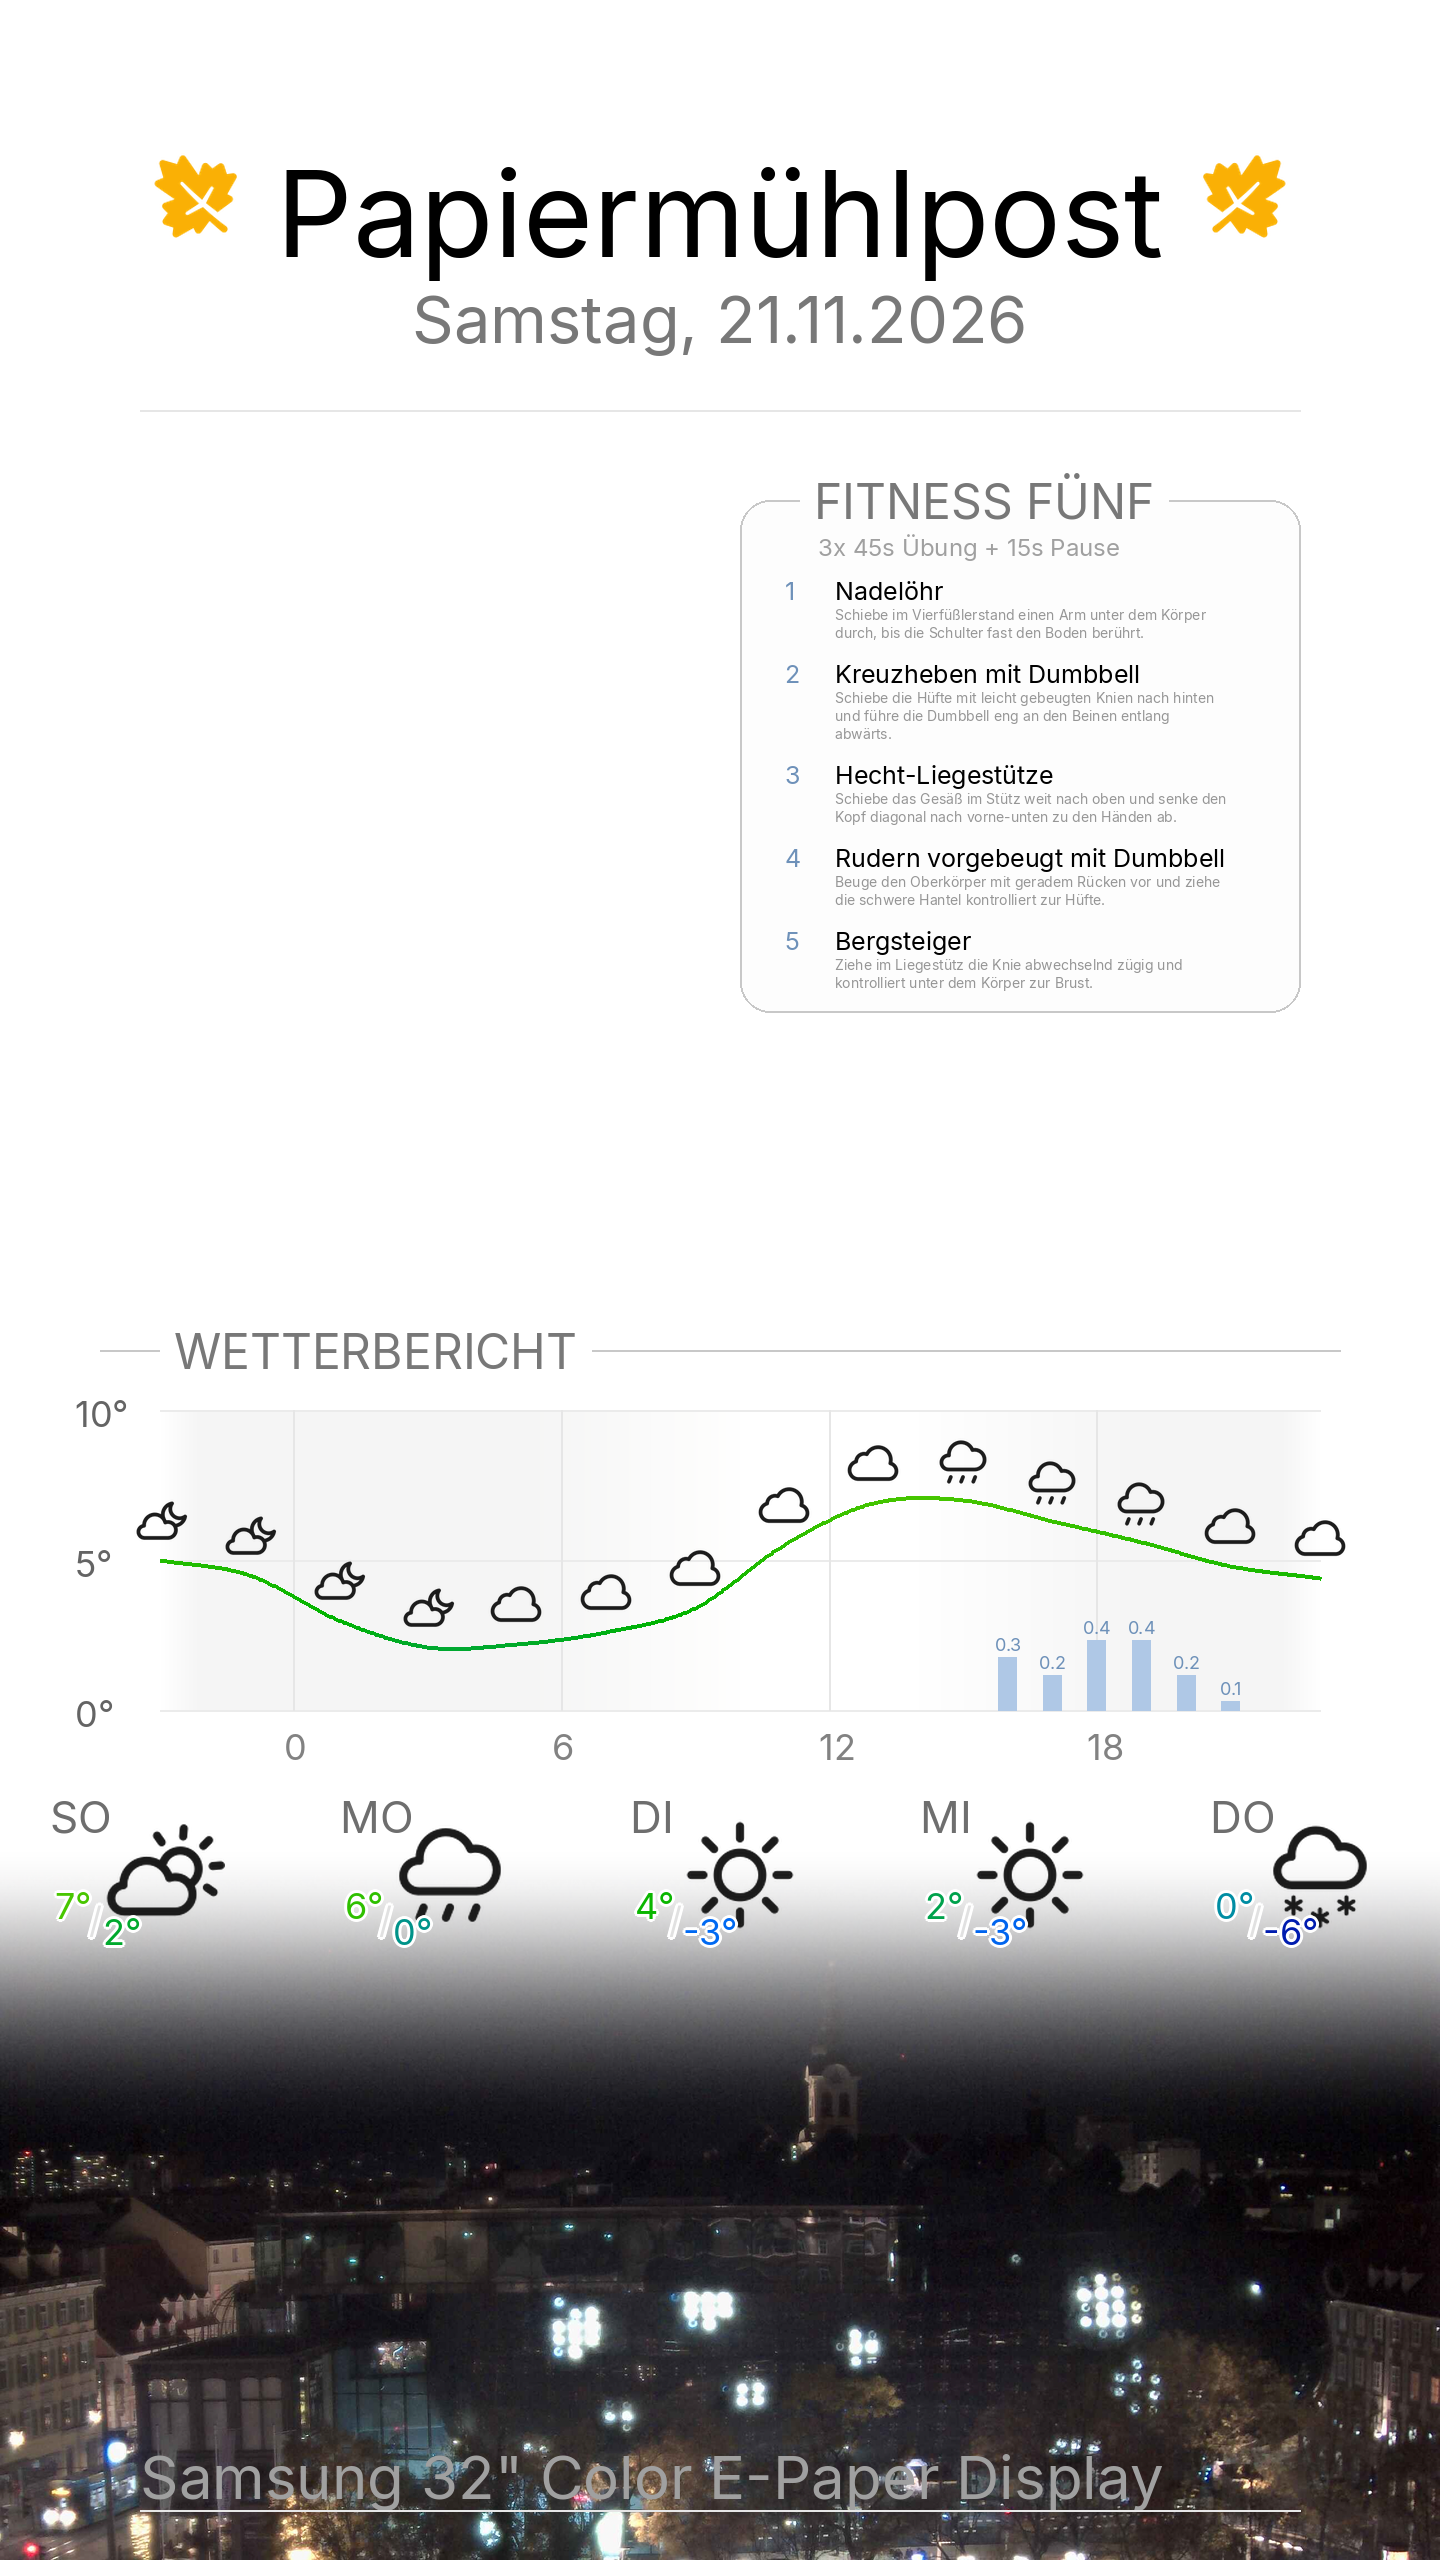 Papiermühlpost
Samstag, 21.11.2026
FITNESS FÜNF
3x 45s Übung + 15s Pause
1 Nadelöhr
Schiebe im Vierfüßlerstand einen Arm unter dem Körper
durch, bis die Schulter fast den Boden berührt.
2 Kreuzheben mit Dumbbell
Schiebe die Hüfte mit leicht gebeugten Knien nach hinten
und führe die Dumbbell eng an den Beinen entlang
abwärts.
3 Hecht-Liegestütze
Schiebe das Gesäß im Stütz weit nach oben und senke den
Kopf diagonal nach vorne-unten zu den Händen ab.
4 Rudern vorgebeugt mit Dumbbell
Beuge den Oberkörper mit geradem Rücken vor und ziehe
die schwere Hantel kontrolliert zur Hüfte.
5 Bergsteiger
Ziehe im Liegestütz die Knie abwechselnd zügig und
kontrolliert unter dem Körper zur Brust.
WETTERBERICHT
10°
5°
0.3 0.2 0.4 0.4 0.2 0.1
0°
0 6 12 18
SO MO DI MI DO
7°/2° 6°/0° 4°/-3° 2°/-3° 0°/-6°
Samsung 32" Color E-Paper Display